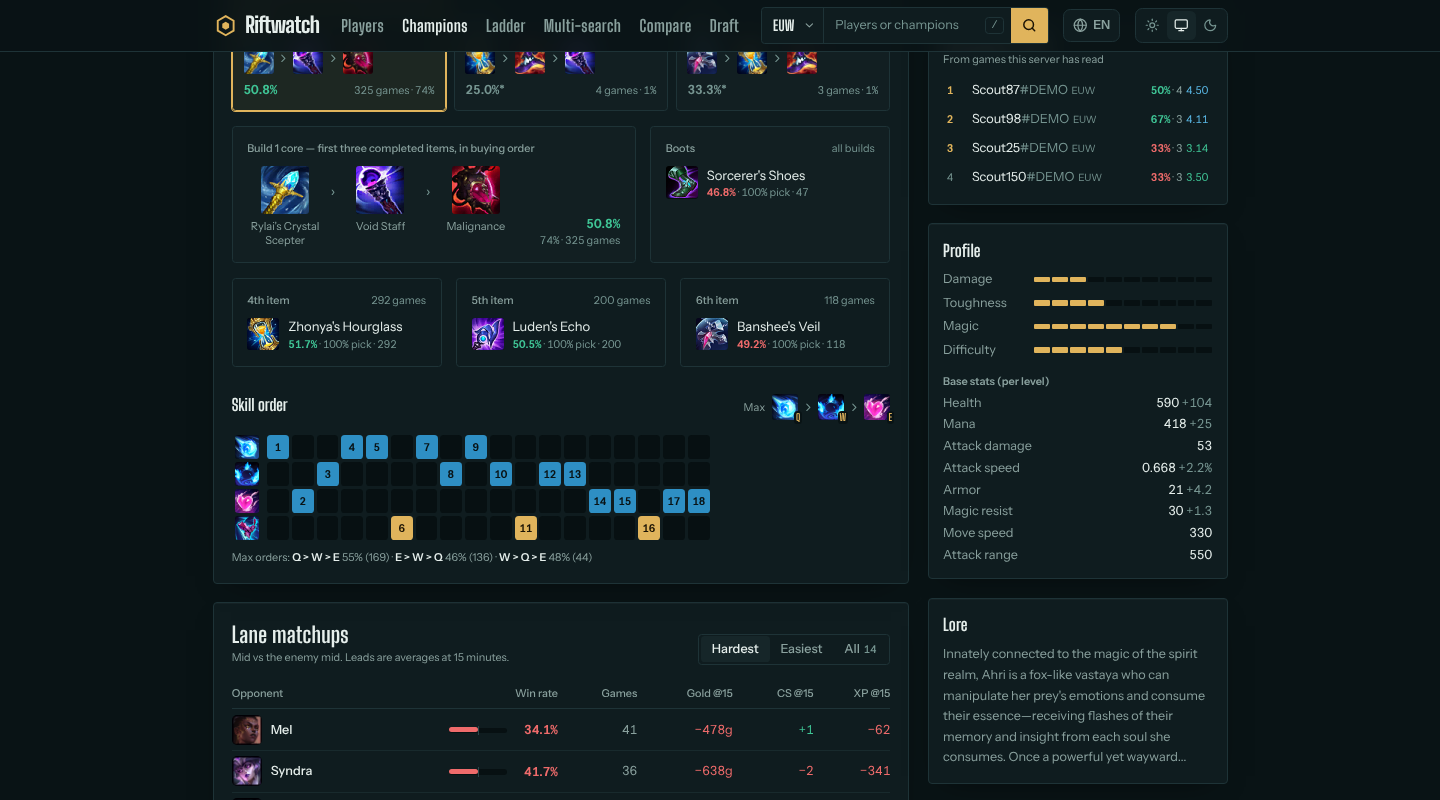 Riftwatch Players Champions Ladder Multi-search Compare Draft EUW Players or champions / EN
50.8% 325 games · 74%
25.0%* 4 games · 1%
33.3%* 3 games · 1%
Build 1 core — first three completed items, in buying order
Rylai's Crystal Scepter
Void Staff
Malignance
50.8%
74% · 325 games
Boots all builds
Sorcerer's Shoes
46.8% · 100% pick · 47
4th item 292 games
Zhonya's Hourglass
51.7% · 100% pick · 292
5th item 200 games
Luden's Echo
50.5% · 100% pick · 200
6th item 118 games
Banshee's Veil
49.2% · 100% pick · 118
Skill order Max Q W E
1 4 5 7 9
3 8 10 12 13
2 14 15 17 18
6 11 16
Max orders: Q > W > E 55% (169) · E > W > Q 46% (136) · W > Q > E 48% (44)
Lane matchups
Mid vs the enemy mid. Leads are averages at 15 minutes.
Hardest Easiest All 14
Opponent Win rate Games Gold @15 CS @15 XP @15
Mel 34.1% 41 −478g +1 −62
Syndra 41.7% 36 −638g −2 −341
From games this server has read
1 Scout87#DEMO EUW 50% · 4 4.50
2 Scout98#DEMO EUW 67% · 3 4.11
3 Scout25#DEMO EUW 33% · 3 3.14
4 Scout150#DEMO EUW 33% · 3 3.50
Profile
Damage
Toughness
Magic
Difficulty
Base stats (per level)
Health 590 +104
Mana 418 +25
Attack damage 53
Attack speed 0.668 +2.2%
Armor 21 +4.2
Magic resist 30 +1.3
Move speed 330
Attack range 550
Lore
Innately connected to the magic of the spirit
realm, Ahri is a fox-like vastaya who can
manipulate her prey's emotions and consume
their essence—receiving flashes of their
memory and insight from each soul she
consumes. Once a powerful yet wayward...